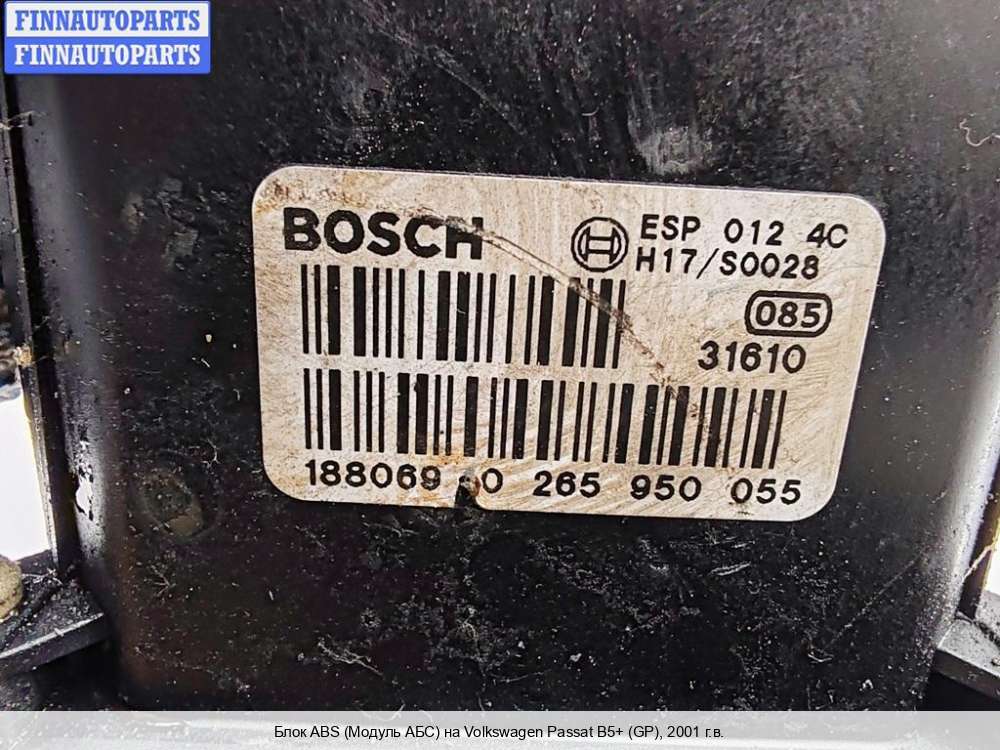 FINNAUTOPARTS
FINNAUTOPARTS
BOSCH
ESP 012 4C
H17/S0028
085
31610
188069 0 265 950 055
Блок ABS (Модуль АБС) на Volkswagen Passat B5+ (GP), 2001 г.в.